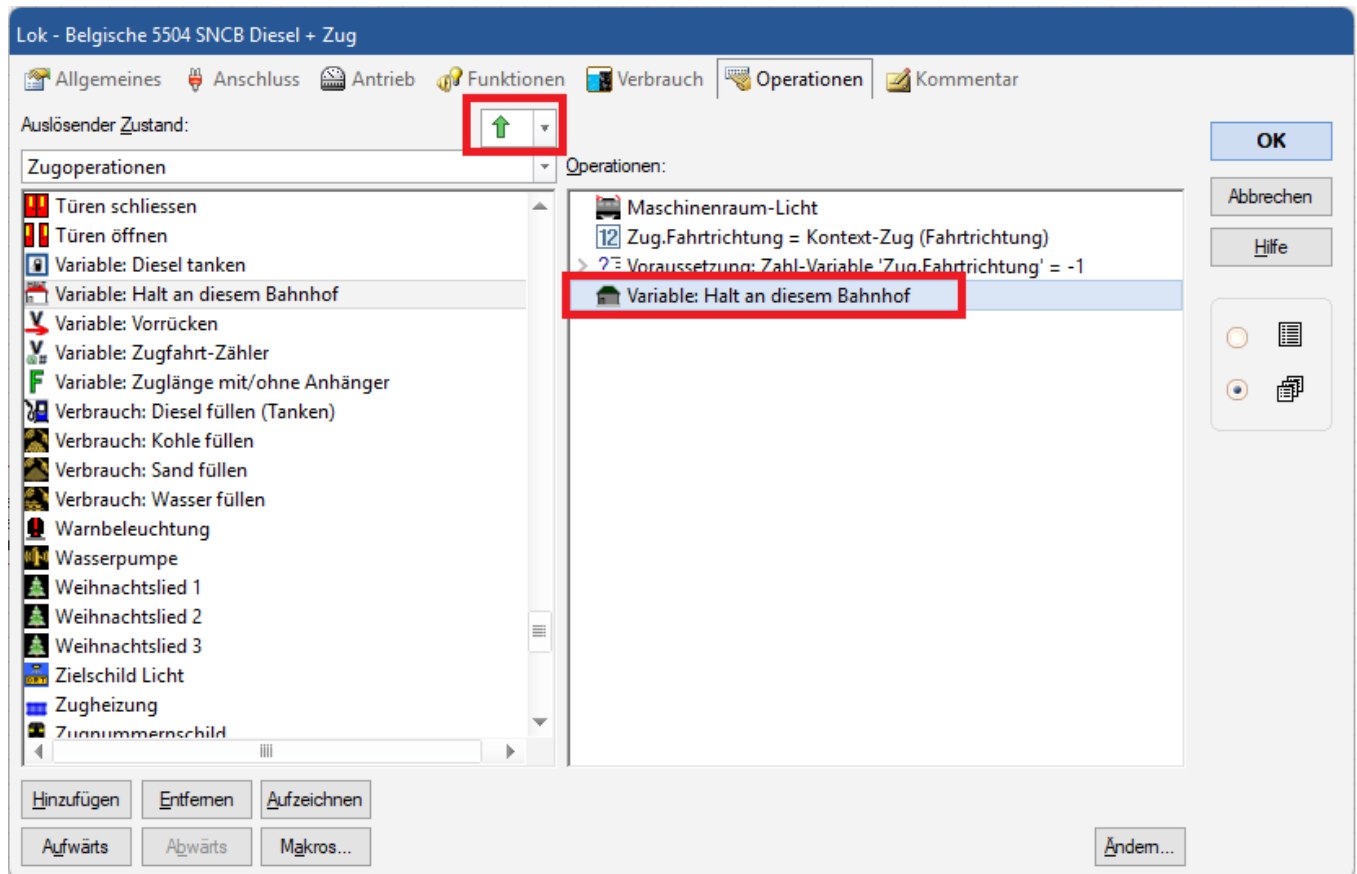 Lok - Belgische 5504 SNCB Diesel + Zug
Allgemeines Anschluss Antrieb Funktionen Verbrauch Operationen Kommentar
Auslösender Zustand:
Zugoperationen
Türen schliessen
Türen öffnen
Variable: Diesel tanken
Variable: Halt an diesem Bahnhof
Variable: Vorrücken
Variable: Zugfahrt-Zähler
Variable: Zuglänge mit/ohne Anhänger
Verbrauch: Diesel füllen (Tanken)
Verbrauch: Kohle füllen
Verbrauch: Sand füllen
Verbrauch: Wasser füllen
Warnbeleuchtung
Wasserpumpe
Weihnachtslied 1
Weihnachtslied 2
Weihnachtslied 3
Zielschild Licht
Zugheizung
Zugnummernschild
Operationen:
Maschinenraum-Licht
12 Zug.Fahrtrichtung = Kontext-Zug (Fahrtrichtung)
Voraussetzung: Zahl-Variable 'Zug.Fahrtrichtung' = -1
Variable: Halt an diesem Bahnhof
OK
Abbrechen
Hilfe
Hinzufügen Entfernen Aufzeichnen
Aufwärts Abwärts Makros...
Ändern...